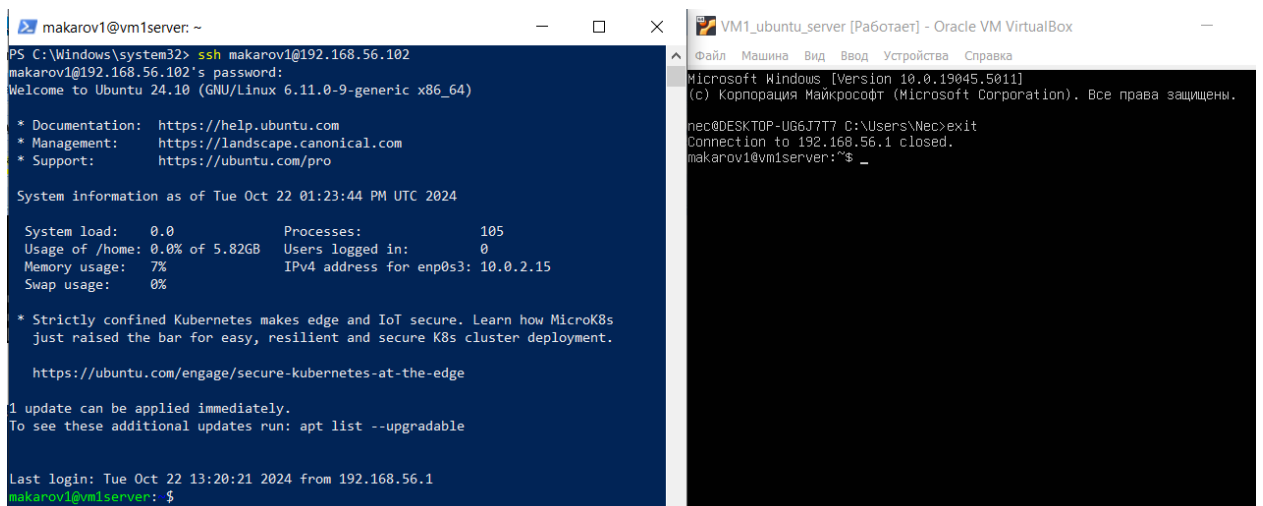 makarov1@vm1server: ~
PS C:\Windows\system32> ssh makarov1@192.168.56.102
makarov1@192.168.56.102's password:
Welcome to Ubuntu 24.10 (GNU/Linux 6.11.0-9-generic x86_64)
* Documentation: https://help.ubuntu.com
* Management: https://landscape.canonical.com
* Support: https://ubuntu.com/pro
System information as of Tue Oct 22 01:23:44 PM UTC 2024
System load: 0.0 Processes: 105
Usage of /home: 0.0% of 5.82GB Users logged in: 0
Memory usage: 7% IPv4 address for enp0s3: 10.0.2.15
Swap usage: 0%
* Strictly confined Kubernetes makes edge and IoT secure. Learn how MicroK8s
just raised the bar for easy, resilient and secure K8s cluster deployment.
https://ubuntu.com/engage/secure-kubernetes-at-the-edge
1 update can be applied immediately.
To see these additional updates run: apt list --upgradable
Last login: Tue Oct 22 13:20:21 2024 from 192.168.56.1
makarov1@vm1server: $
VM1_ubuntu_server [Работает] - Oracle VM VirtualBox
Файл Машина Вид Ввод Устройства Справка
Microsoft Windows [Version 10.0.19045.5011]
(c) Корпорация Майкрософт (Microsoft Corporation). Все права защищены.
nec@DESKTOP-UG6J7T7 C:\Users\Nec>exit
Connection to 192.168.56.1 closed.
makarov1@vm1server:~$ _